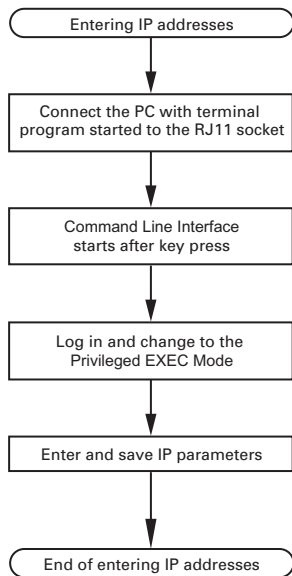 Entering IP addresses
Connect the PC with terminal
program started to the RJ11 socket
Command Line Interface
starts after key press
Log in and change to the
Privileged EXEC Mode
Enter and save IP parameters
End of entering IP addresses